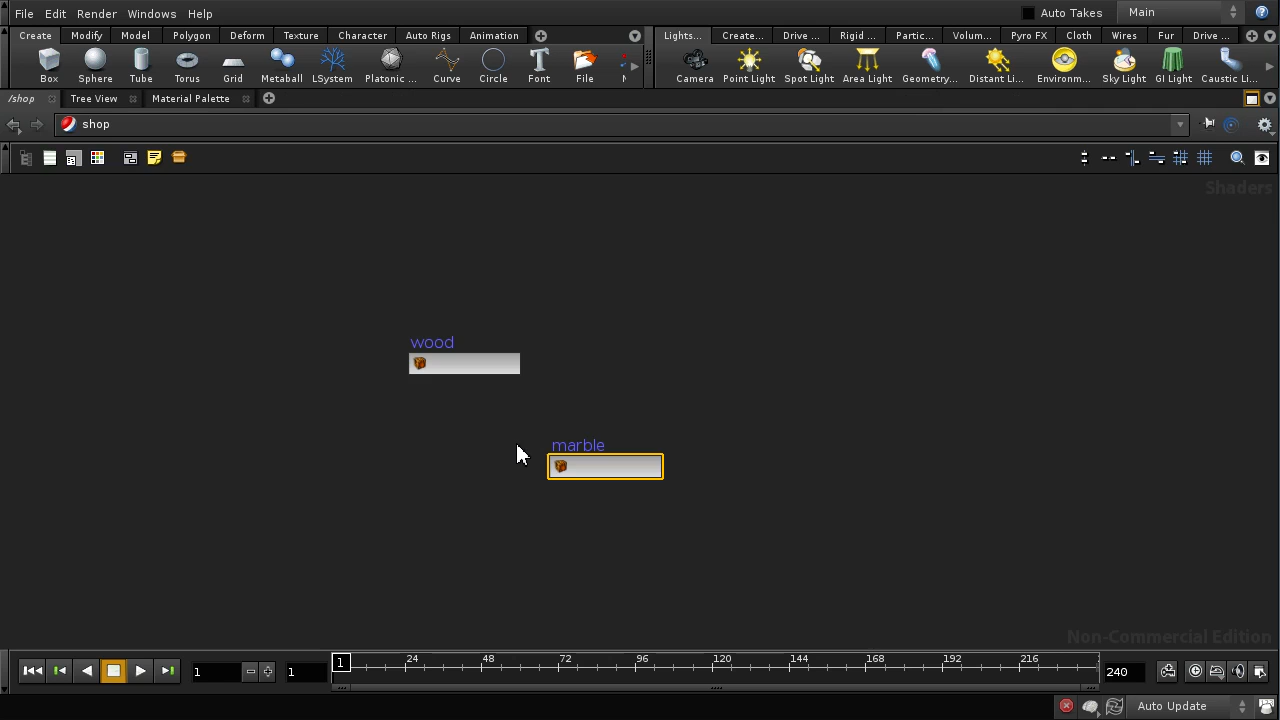 File Edit Render Windows Help Auto Takes Main
Create Modify Model Polygon Deform Texture Character Auto Rigs Animation Lights... Create... Drive ... Rigid ... Partic... Volum... Pyro FX Cloth Wires Fur Drive ...
Box Sphere Tube Torus Grid Metaball LSystem Platonic ... Curve Circle Font File Camera Point Light Spot Light Area Light Geometry... Distant Li... Environm... Sky Light GI Light Caustic Li...
/shop Tree View Material Palette
shop
Shaders
wood
marble
Non-Commercial Edition
1 1 1 24 48 72 96 120 144 168 192 216 240
Auto Update